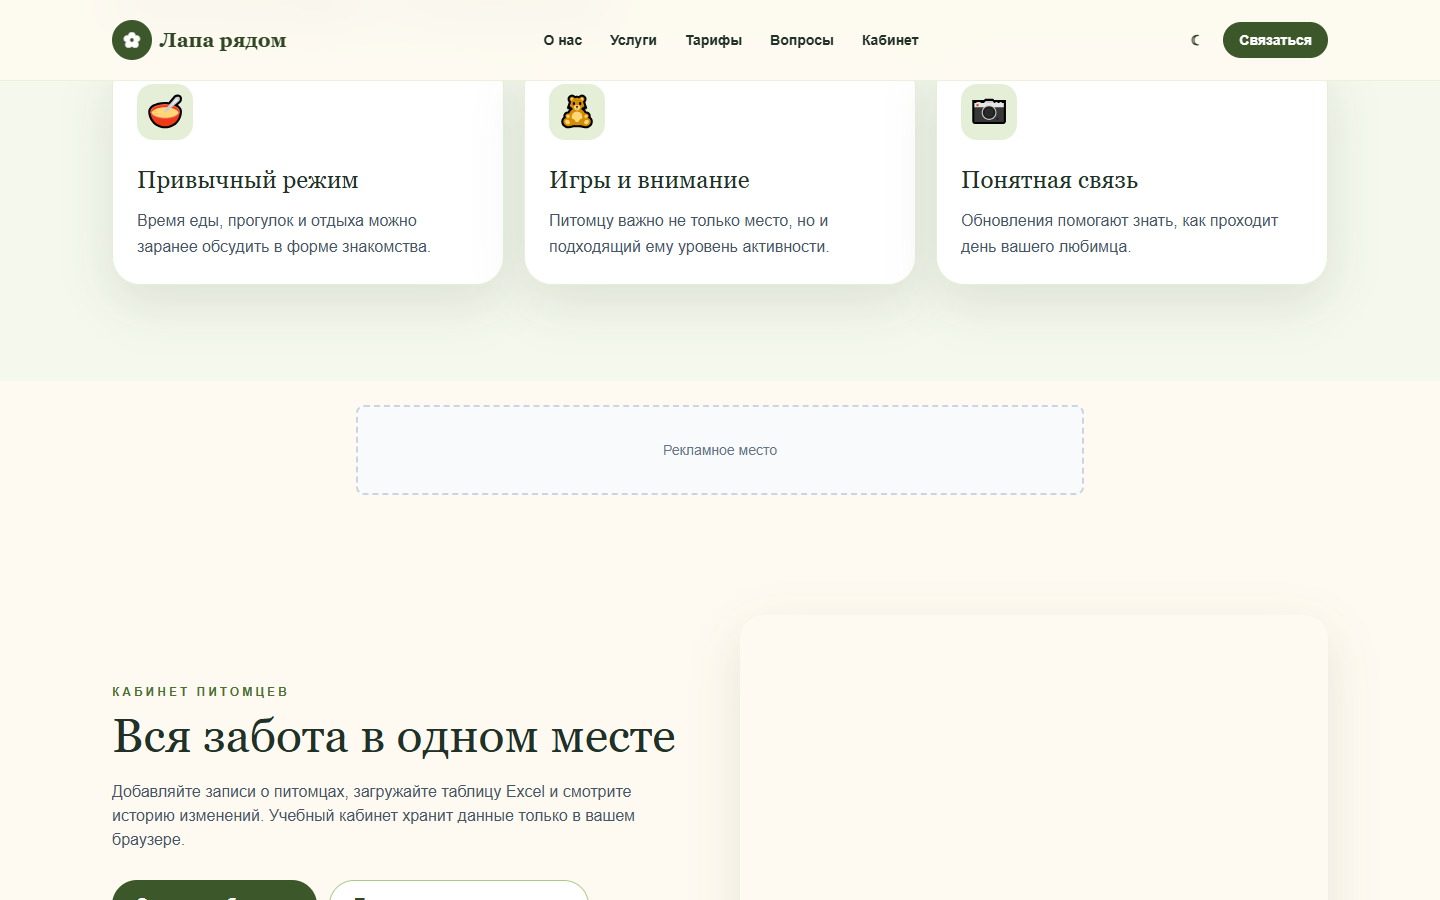 Лапа рядом
О нас
Услуги
Тарифы
Вопросы
Кабинет
Связаться
Привычный режим
Время еды, прогулок и отдыха можно
заранее обсудить в форме знакомства.
Игры и внимание
Питомцу важно не только место, но и
подходящий ему уровень активности.
Понятная связь
Обновления помогают знать, как проходит
день вашего любимца.
Рекламное место
КАБИНЕТ ПИТОМЦЕВ
Вся забота в одном месте
Добавляйте записи о питомцах, загружайте таблицу Excel и смотрите
историю изменений. Учебный кабинет хранит данные только в вашем
браузере.